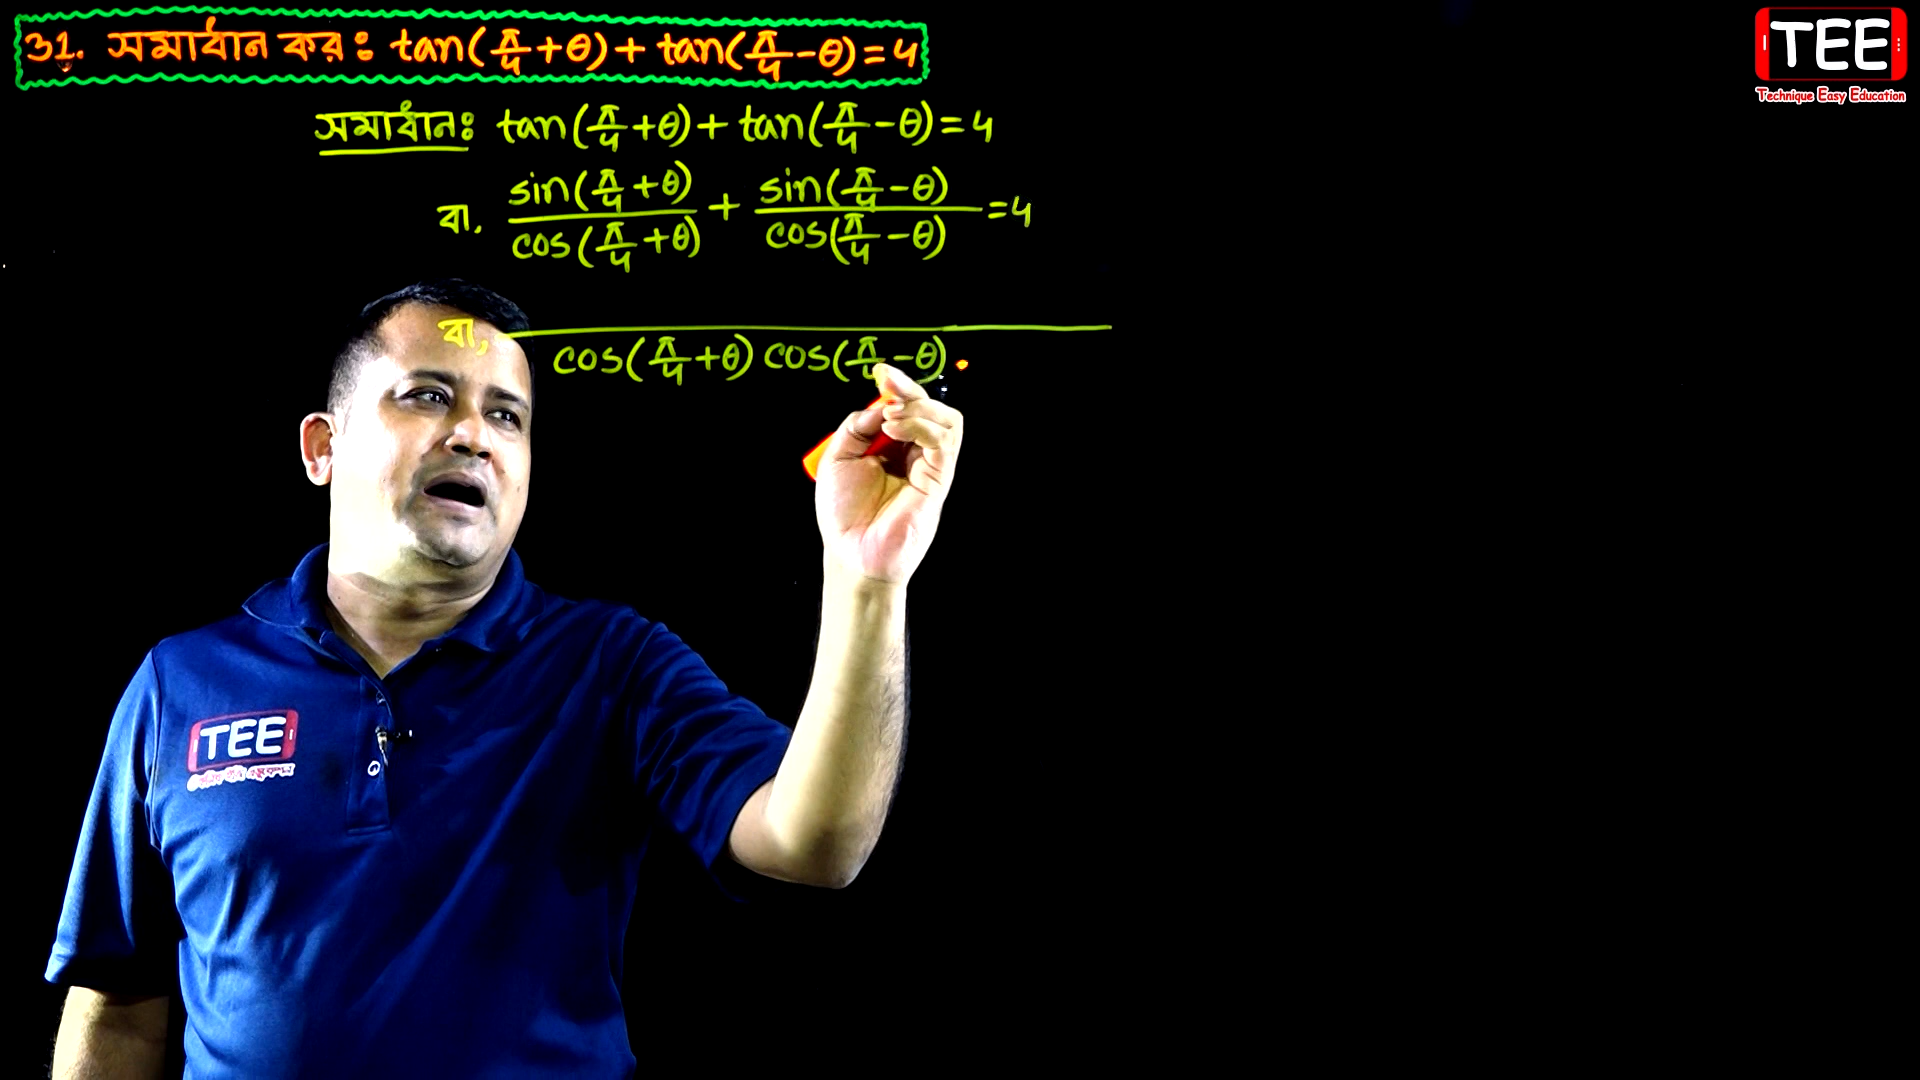 31. সমাধান কর ঃ tan(π/4+θ)+tan(π/4-θ)=4
TEE
Technique Easy Education
সমাধানঃ tan(π/4+θ)+tan(π/4-θ)=4
বা, sin(π/4+θ)/cos(π/4+θ) + sin(π/4-θ)/cos(π/4-θ) =4
বা, cos(π/4+θ) cos(π/4-θ)
TEE